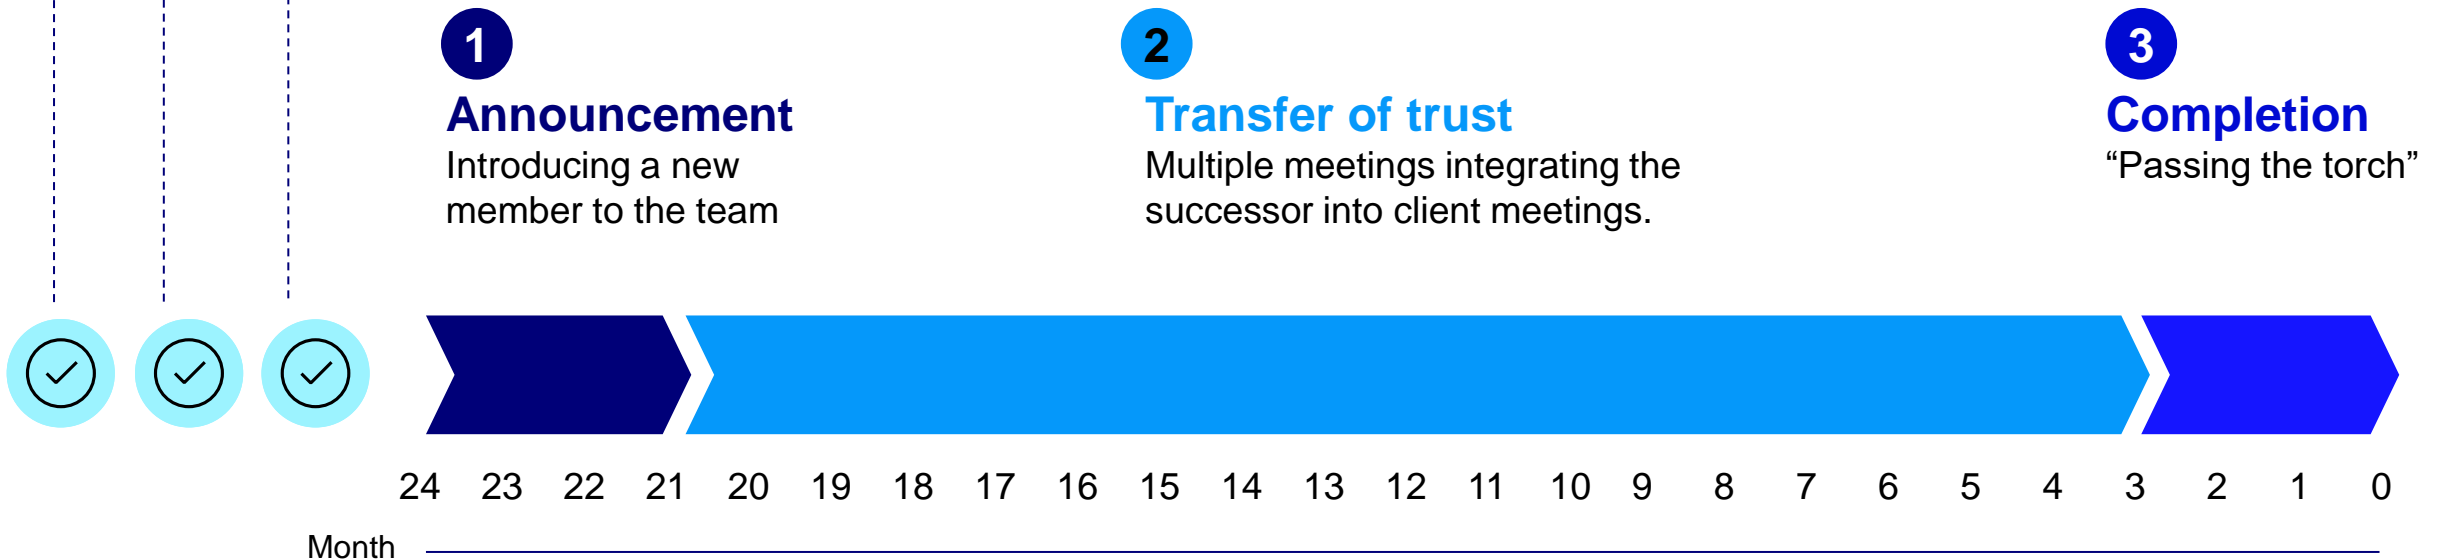 1
Announcement
Introducing a new
member to the team
2
Transfer of trust
Multiple meetings integrating the
successor into client meetings.
3
Completion
“Passing the torch”
24 23 22 21 20 19 18 17 16 15 14 13 12 11 10 9 8 7 6 5 4 3 2 1 0
Month